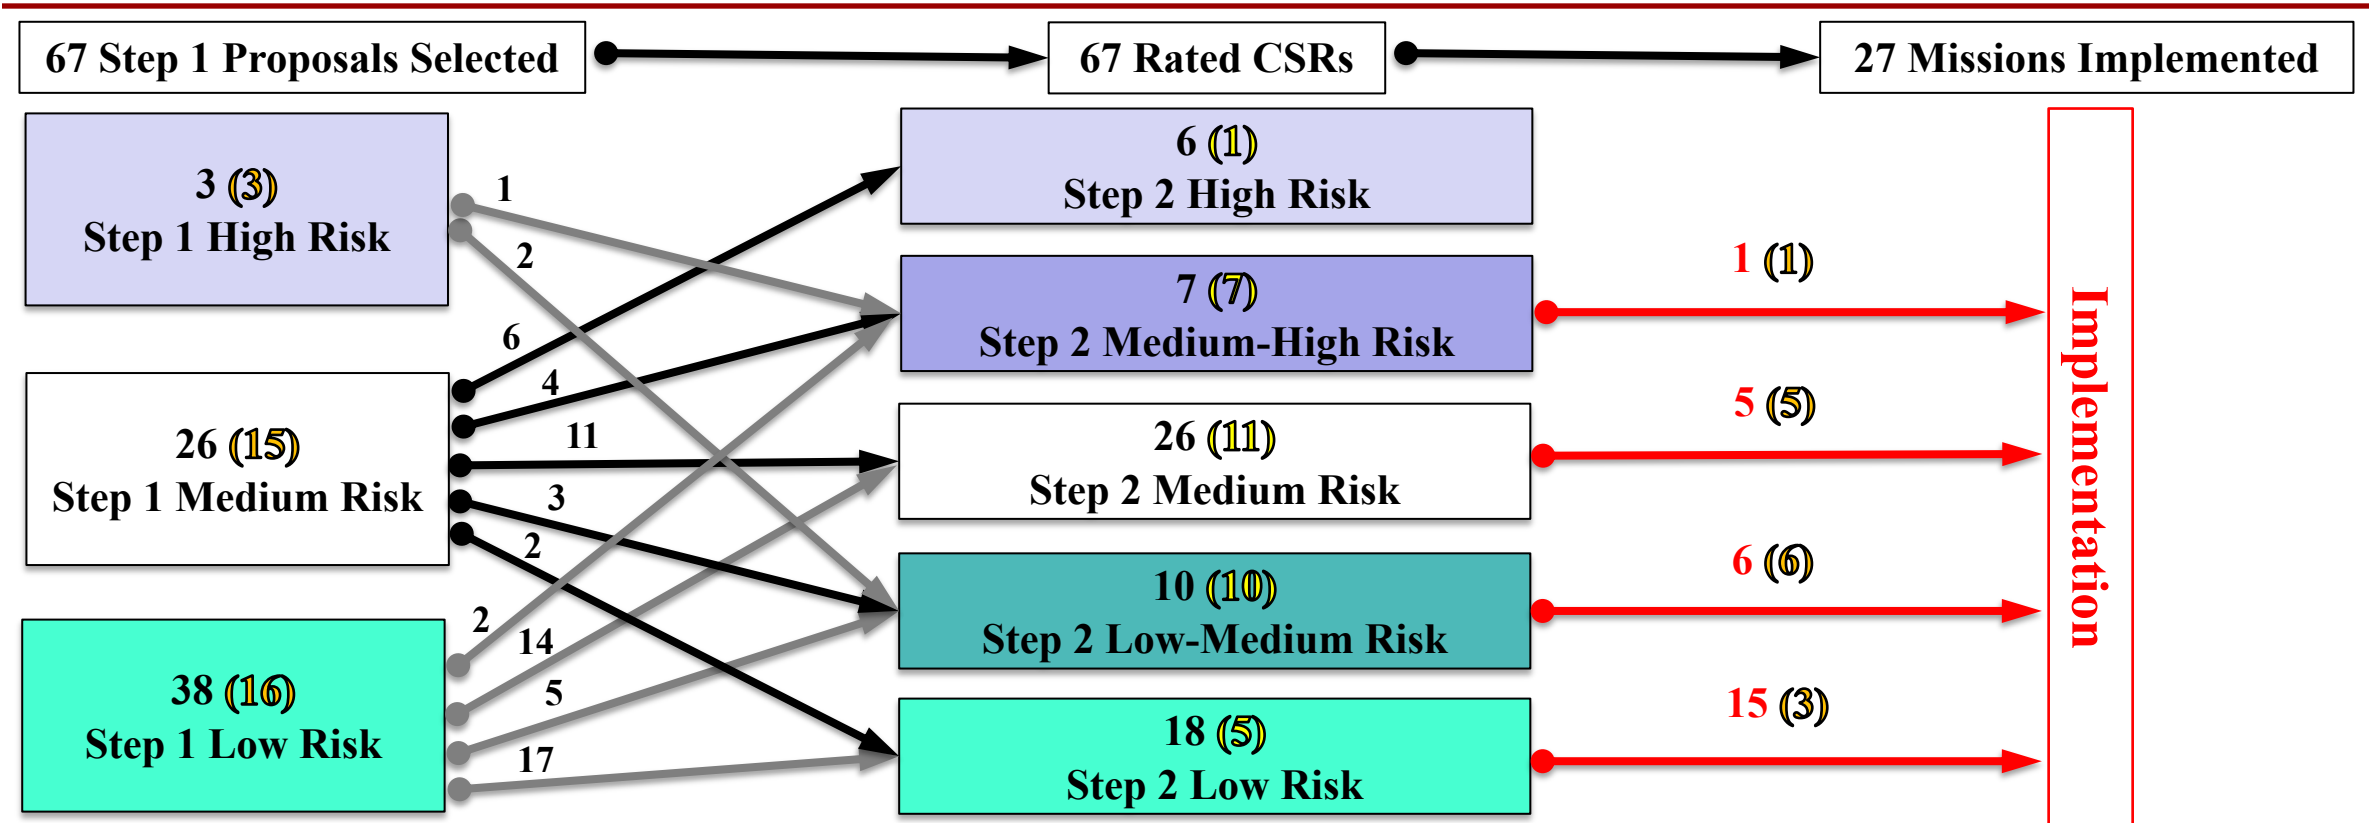 67 Step 1 Proposals Selected
67 Rated CSRs
27 Missions Implemented
3 (3)
Step 1 High Risk
26 (15)
Step 1 Medium Risk
38 (16)
Step 1 Low Risk
1
2
6
4
11
3
2
2
14
5
17
6 (1)
Step 2 High Risk
7 (7)
Step 2 Medium-High Risk
26 (11)
Step 2 Medium Risk
10 (10)
Step 2 Low-Medium Risk
18 (5)
Step 2 Low Risk
1 (1)
5 (5)
6 (6)
15 (3)
Implementation